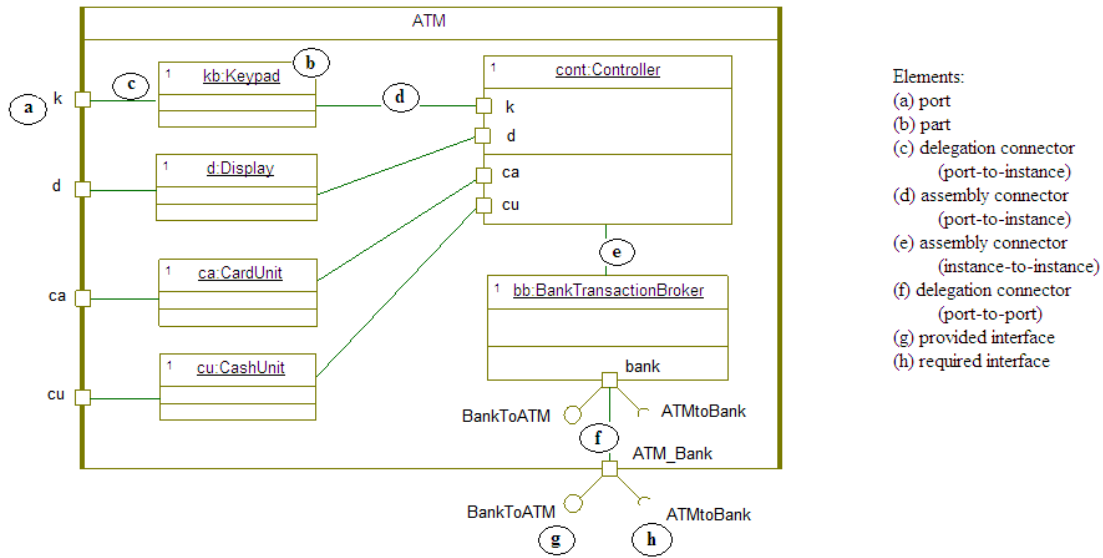 ATM
a
k
c
1
kb:Keypad
b
d
1
cont:Controller
k
d
ca
cu
d
1
d:Display
ca
1
ca:CardUnit
cu
1
cu:CashUnit
e
1
bb:BankTransactionBroker
bank
BankToATM
ATMtoBank
f
ATM_Bank
BankToATM
ATMtoBank
g
h
Elements:
(a) port
(b) part
(c) delegation connector
(port-to-instance)
(d) assembly connector
(port-to-instance)
(e) assembly connector
(instance-to-instance)
(f) delegation connector
(port-to-port)
(g) provided interface
(h) required interface